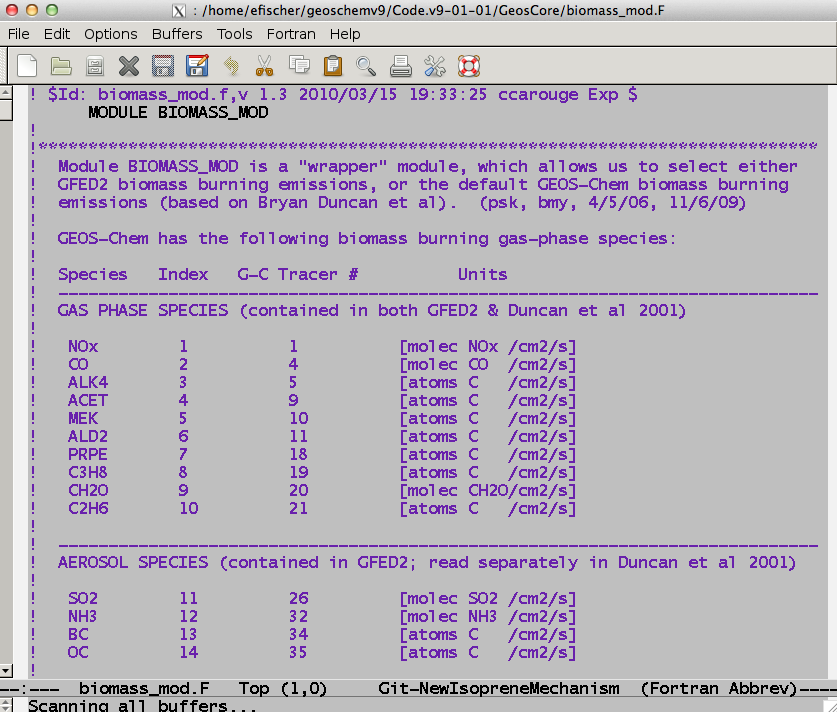 X : /home/efischer/geoschemv9/Code.v9-01-01/GeosCore/biomass_mod.F
File Edit Options Buffers Tools Fortran Help
! $Id: biomass_mod.f,v 1.3 2010/03/15 19:33:25 ccarouge Exp $
MODULE BIOMASS_MOD
!
!******************************************************************************
! Module BIOMASS_MOD is a "wrapper" module, which allows us to select either
! GFED2 biomass burning emissions, or the default GEOS-Chem biomass burning
! emissions (based on Bryan Duncan et al). (psk, bmy, 4/5/06, 11/6/09)
!
! GEOS-Chem has the following biomass burning gas-phase species:
!
! Species Index G-C Tracer # Units
! ----------------------------------------------------------------------------
! GAS PHASE SPECIES (contained in both GFED2 & Duncan et al 2001)
!
! NOx 1 1 [molec NOx /cm2/s]
! CO 2 4 [molec CO /cm2/s]
! ALK4 3 5 [atoms C /cm2/s]
! ACET 4 9 [atoms C /cm2/s]
! MEK 5 10 [atoms C /cm2/s]
! ALD2 6 11 [atoms C /cm2/s]
! PRPE 7 18 [atoms C /cm2/s]
! C3H8 8 19 [atoms C /cm2/s]
! CH2O 9 20 [molec CH2O/cm2/s]
! C2H6 10 21 [atoms C /cm2/s]
!
! ----------------------------------------------------------------------------
! AEROSOL SPECIES (contained in GFED2; read separately in Duncan et al 2001)
!
! SO2 11 26 [molec SO2 /cm2/s]
! NH3 12 32 [molec NH3 /cm2/s]
! BC 13 34 [atoms C /cm2/s]
! OC 14 35 [atoms C /cm2/s]
!
--:--- biomass_mod.F Top (1,0) Git-NewIsopreneMechanism (Fortran Abbrev)----
Scanning all buffers...